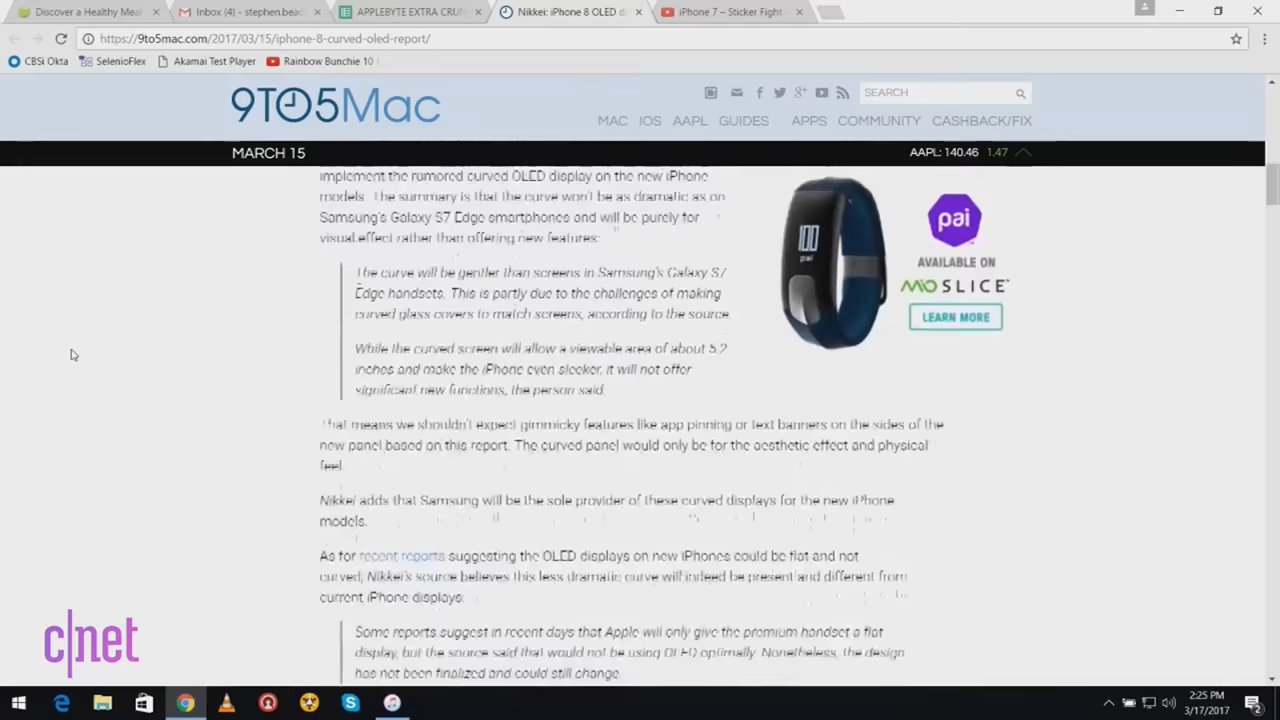 Discover a Healthy Meal
Inbox (4) - stephen.beac
APPLEBYTE EXTRA CRUN
Nikkei: iPhone 8 OLED di
iPhone 7 – Sticker Fight -
https://9to5mac.com/2017/03/15/iphone-8-curved-oled-report/
CBSi Okta
SelenioFlex
Akamai Test Player
Rainbow Bunchie 10
9TO5Mac
SEARCH
MAC IOS AAPL GUIDES APPS COMMUNITY CASHBACK/FIX
MARCH 15
AAPL: 140.46 1.47
implement the rumored curved OLED display on the new iPhone
models. The summary is that the curve won't be as dramatic as on
Samsung's Galaxy S7 Edge smartphones and will be purely for
visual effect rather than offering new features:
The curve will be gentler than screens in Samsung's Galaxy S7
Edge handsets. This is partly due to the challenges of making
curved glass covers to match screens, according to the source.
While the curved screen will allow a viewable area of about 5.2
inches and make the iPhone even sleeker, it will not offer
significant new functions, the person said.
100
pai
pai
AVAILABLE ON
MIO SLICE™
LEARN MORE
That means we shouldn't expect gimmicky features like app pinning or text banners on the sides of the
new panel based on this report. The curved panel would only be for the aesthetic effect and physical
feel.
Nikkei adds that Samsung will be the sole provider of these curved displays for the new iPhone
models.
As for recent reports suggesting the OLED displays on new iPhones could be flat and not
curved, Nikkei's source believes this less dramatic curve will indeed be present and different from
current iPhone displays:
Some reports suggest in recent days that Apple will only give the premium handset a flat
display, but the source said that would not be using OLED optimally. Nonetheless, the design
has not been finalized and could still change.
c|net
2:25 PM
3/17/2017
2